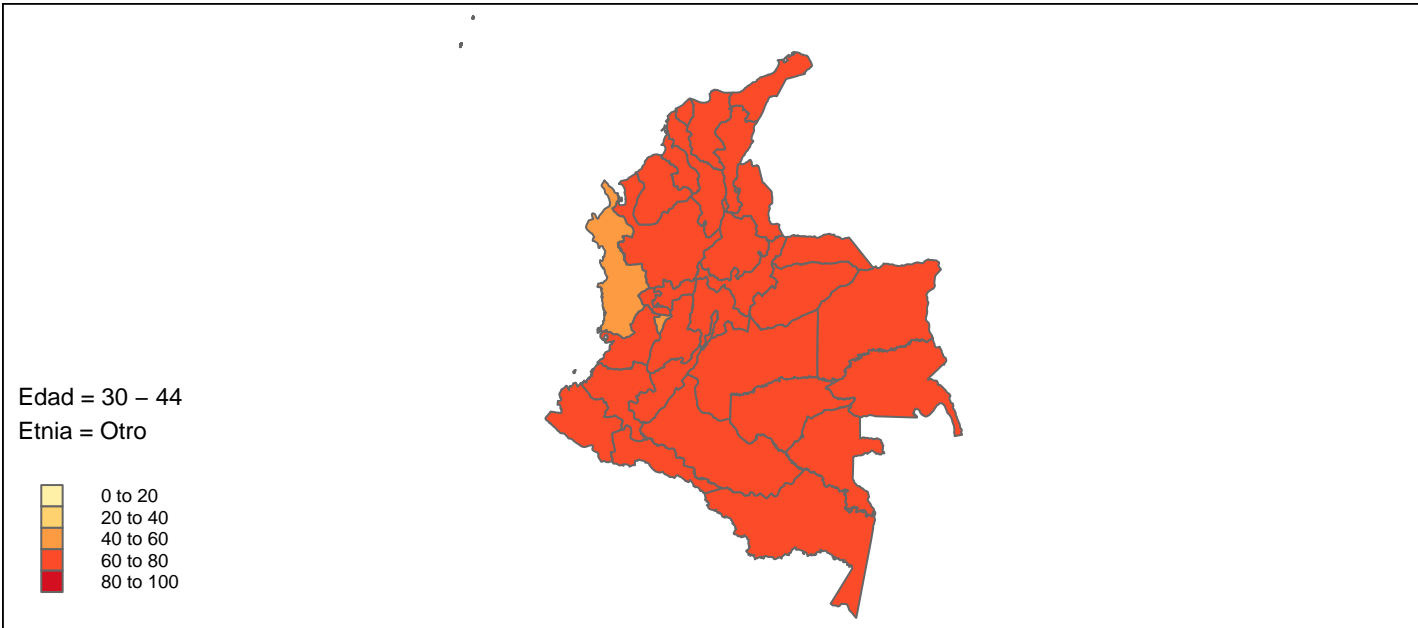 Edad = 30 – 44
Etnia = Otro
0 to 20
20 to 40
40 to 60
60 to 80
80 to 100